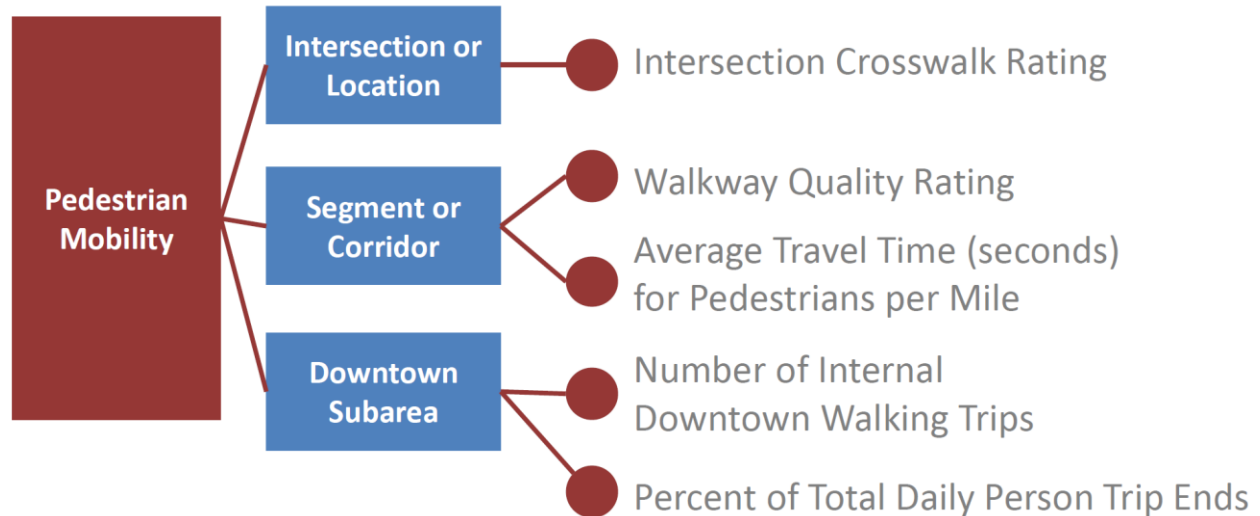 Pedestrian
Mobility
Intersection or
Location
Intersection Crosswalk Rating
Segment or
Corridor
Walkway Quality Rating
Average Travel Time (seconds)
for Pedestrians per Mile
Downtown
Subarea
Number of Internal
Downtown Walking Trips
Percent of Total Daily Person Trip Ends